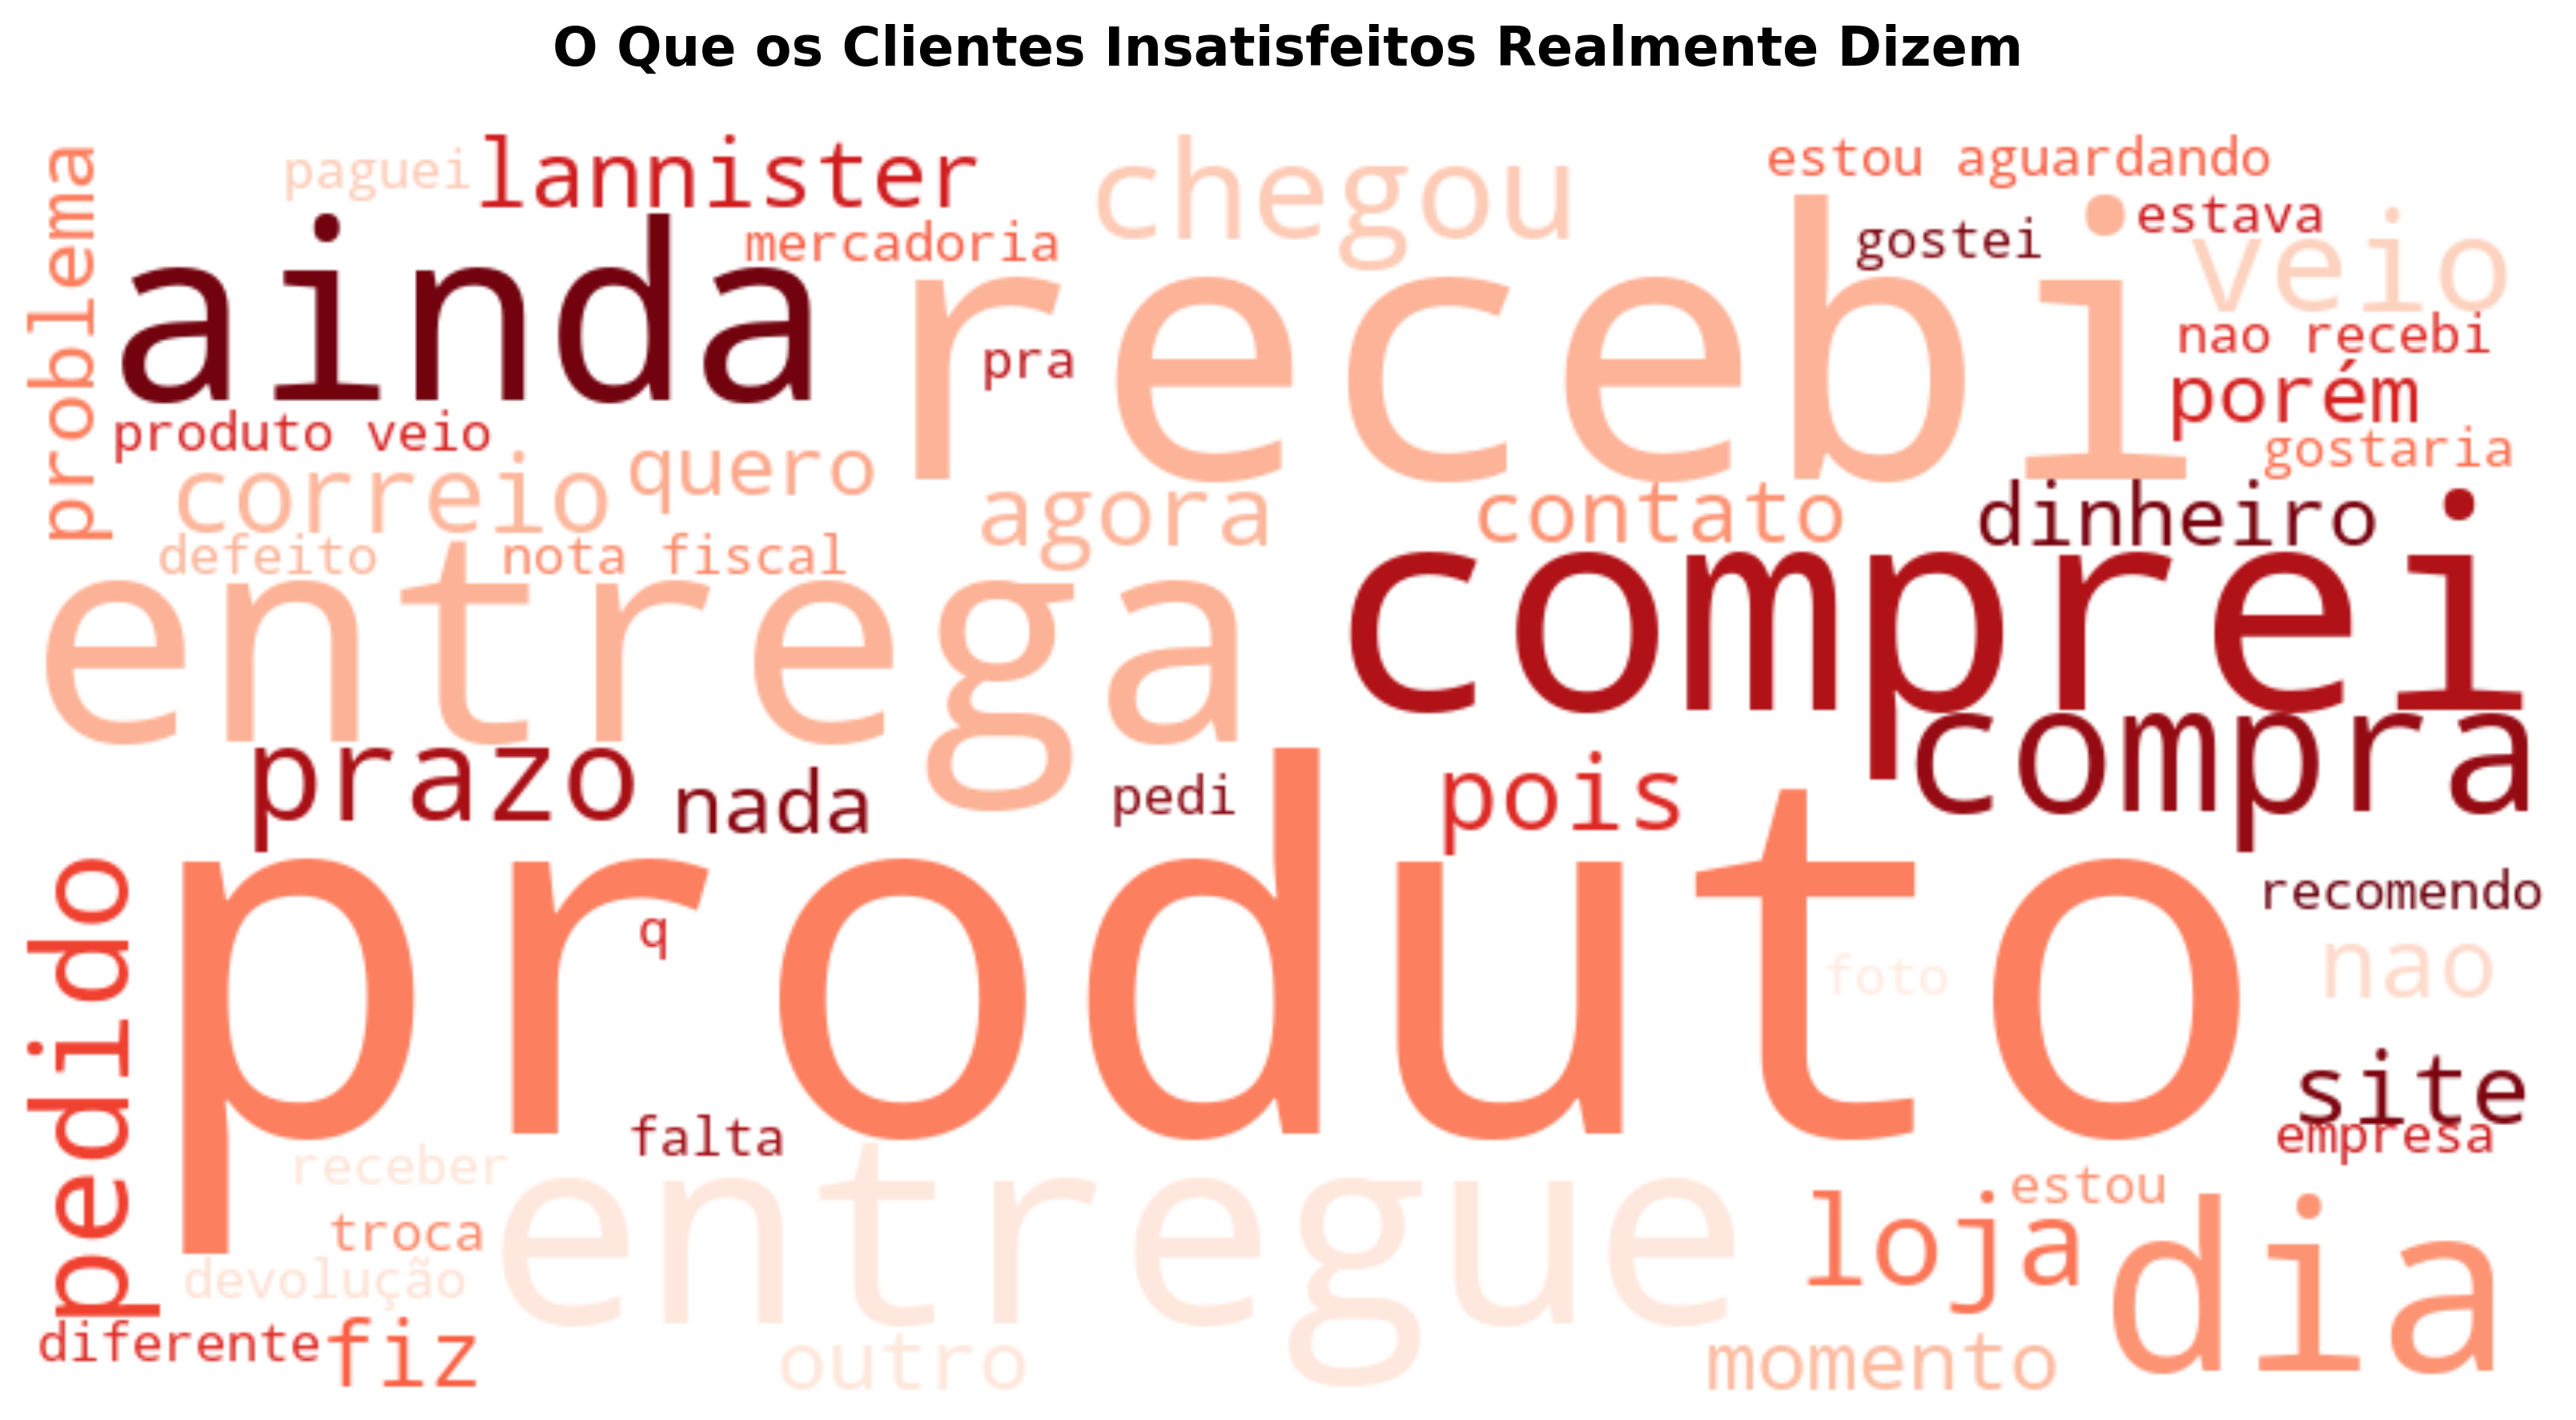 O Que os Clientes Insatisfeitos Realmente Dizem
problema
paguei
lannister
chegou
estou aguardando
ainda
mercadoria
recebi
gostei
estava
veio
pra
nao recebi
porém
produto veio
correio
quero
agora
contato
dinheiro
gostaria
defeito
nota fiscal
entrega
comprei
prazo
nada
pedi
pois
compra
pedido
produto
q
foto
recomendo
nao
site
empresa
falta
receber
troca
devolução
entregue
loja
estou
dia
diferente
fiz
outro
momento